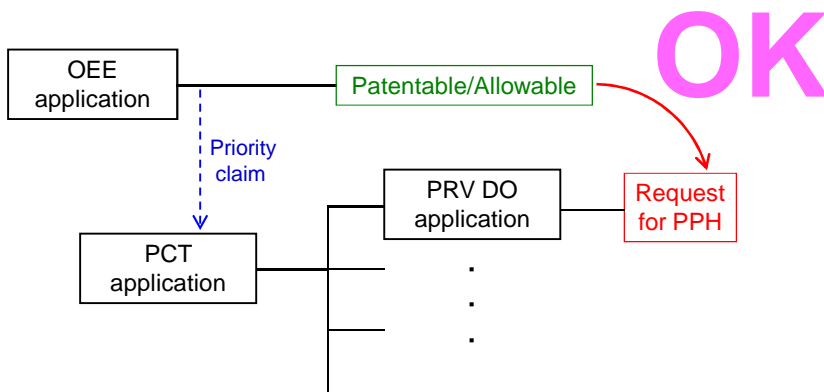 OK
OEE
application
Patentable/Allowable
Priority
claim
PRV DO
application
Request
for PPH
PCT
application